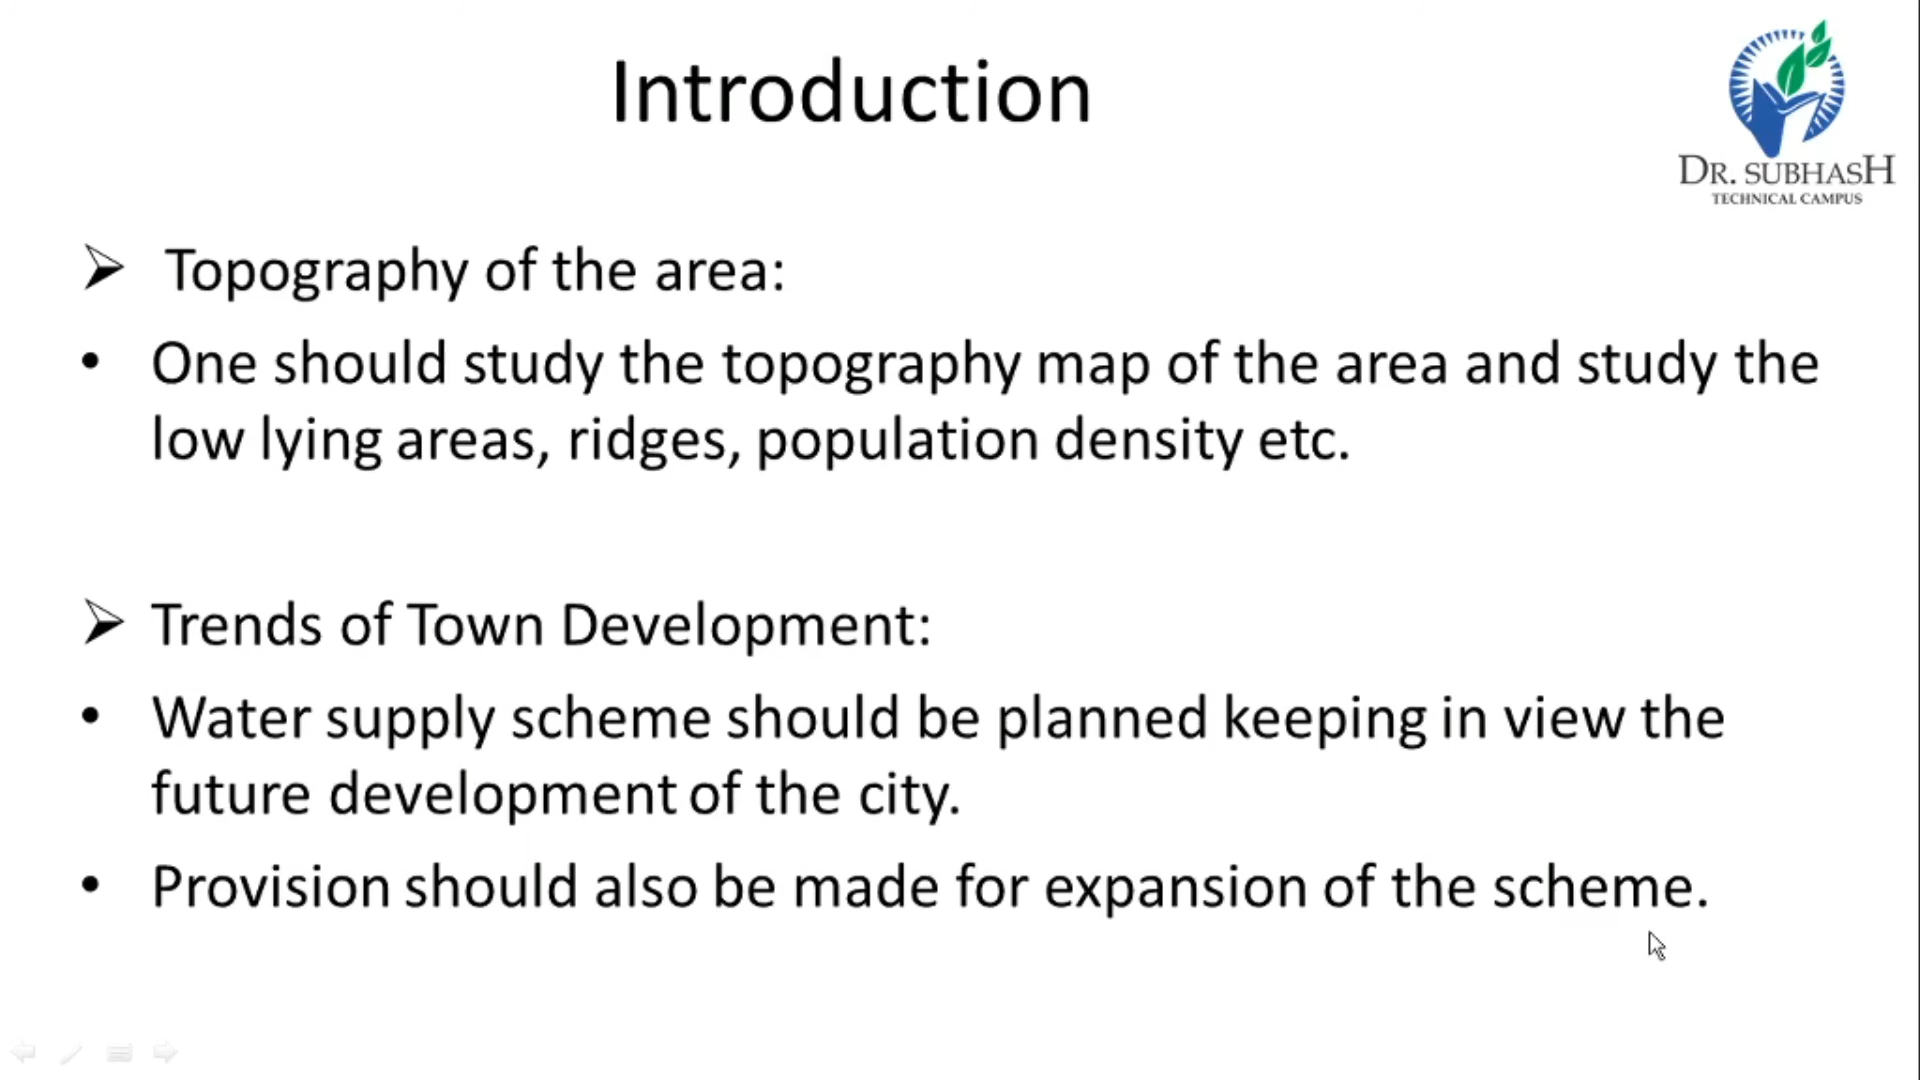 Introduction
DR. SUBHASH
TECHNICAL CAMPUS
➢ Topography of the area:
• One should study the topography map of the area and study the
low lying areas, ridges, population density etc.
➢ Trends of Town Development:
• Water supply scheme should be planned keeping in view the
future development of the city.
• Provision should also be made for expansion of the scheme.